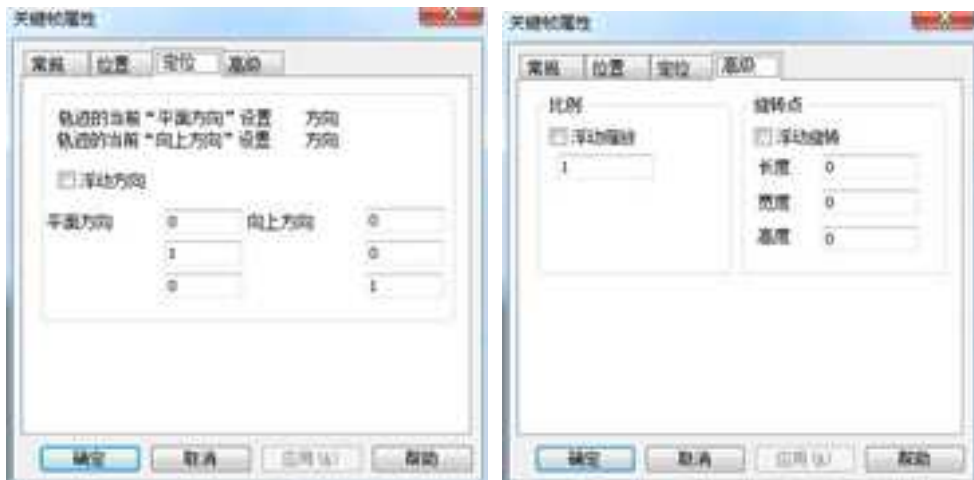 关键帧属性
常规 位置 定位 高级
轨迹的当前“平面方向”设置 方向
轨迹的当前“向上方向”设置 方向
浮动方向
平面方向 0 向上方向 0
1 0
0 1
确定 取消 应用(A) 帮助
关键帧属性
常规 位置 定位 高级
比例 旋转点
浮动缩放 浮动旋转
1 长度 0
宽度 0
高度 0
确定 取消 应用(A) 帮助